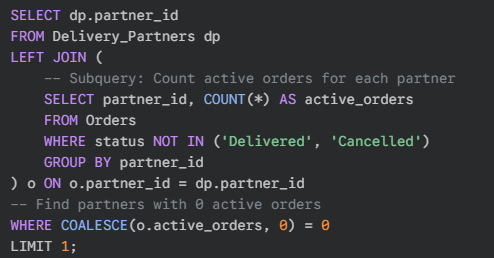 SELECT dp.partner_id
FROM Delivery_Partners dp
LEFT JOIN (
    -- Subquery: Count active orders for each partner
    SELECT partner_id, COUNT(*) AS active_orders
    FROM Orders
    WHERE status NOT IN ('Delivered', 'Cancelled')
    GROUP BY partner_id
) o ON o.partner_id = dp.partner_id
-- Find partners with 0 active orders
WHERE COALESCE(o.active_orders, 0) = 0
LIMIT 1;